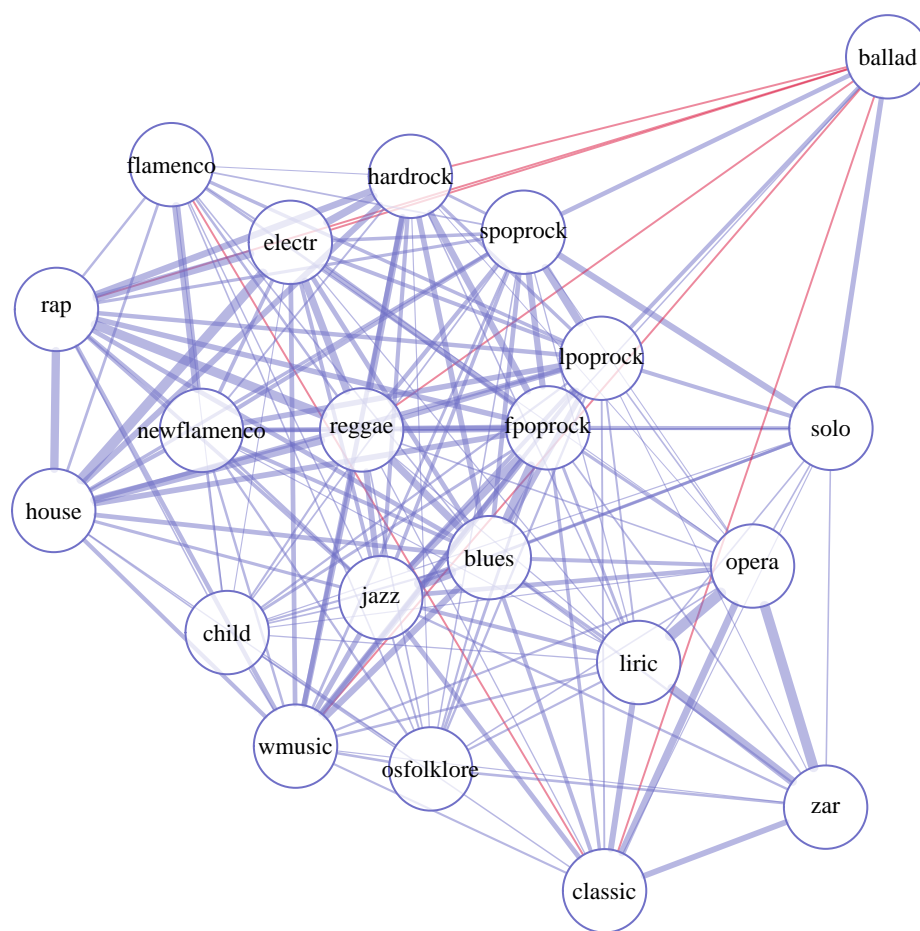 ballad
flamenco
hardrock
electr
spoprock
rap
lpoprock
newflamenco
reggae
fpoprock
solo
house
blues
opera
jazz
child
liric
wmusic
osfolklore
zar
classic